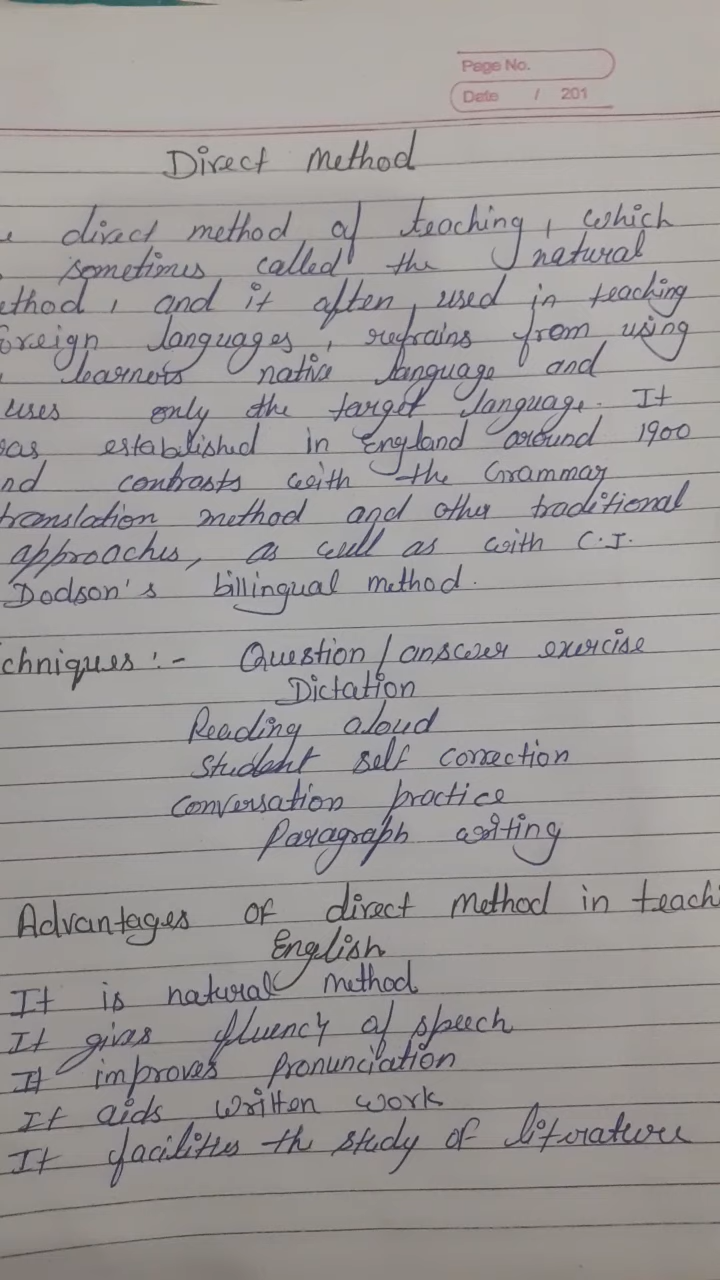 Page No.
Date / 201
Direct Method
direct method of teaching, which
sometimes called the natural
ethod, and it often used in teaching
oreign languages, refrains from using
learners native language and
uses only the target language. It
as established in England around 1900
nd contrasts with the Grammar
translation method and other traditional
approaches, as well as with C.J.
Dodson's billingual method.
chniques :- Question / answer exercise
Dictation
Reading aloud
Student self correction
Conversation practice
Paragraph writing
Advantages of direct method in teachi
English
It is natural method
It gives fluency of speech
It improves pronunciation
It aids written work
It facilities the study of literature